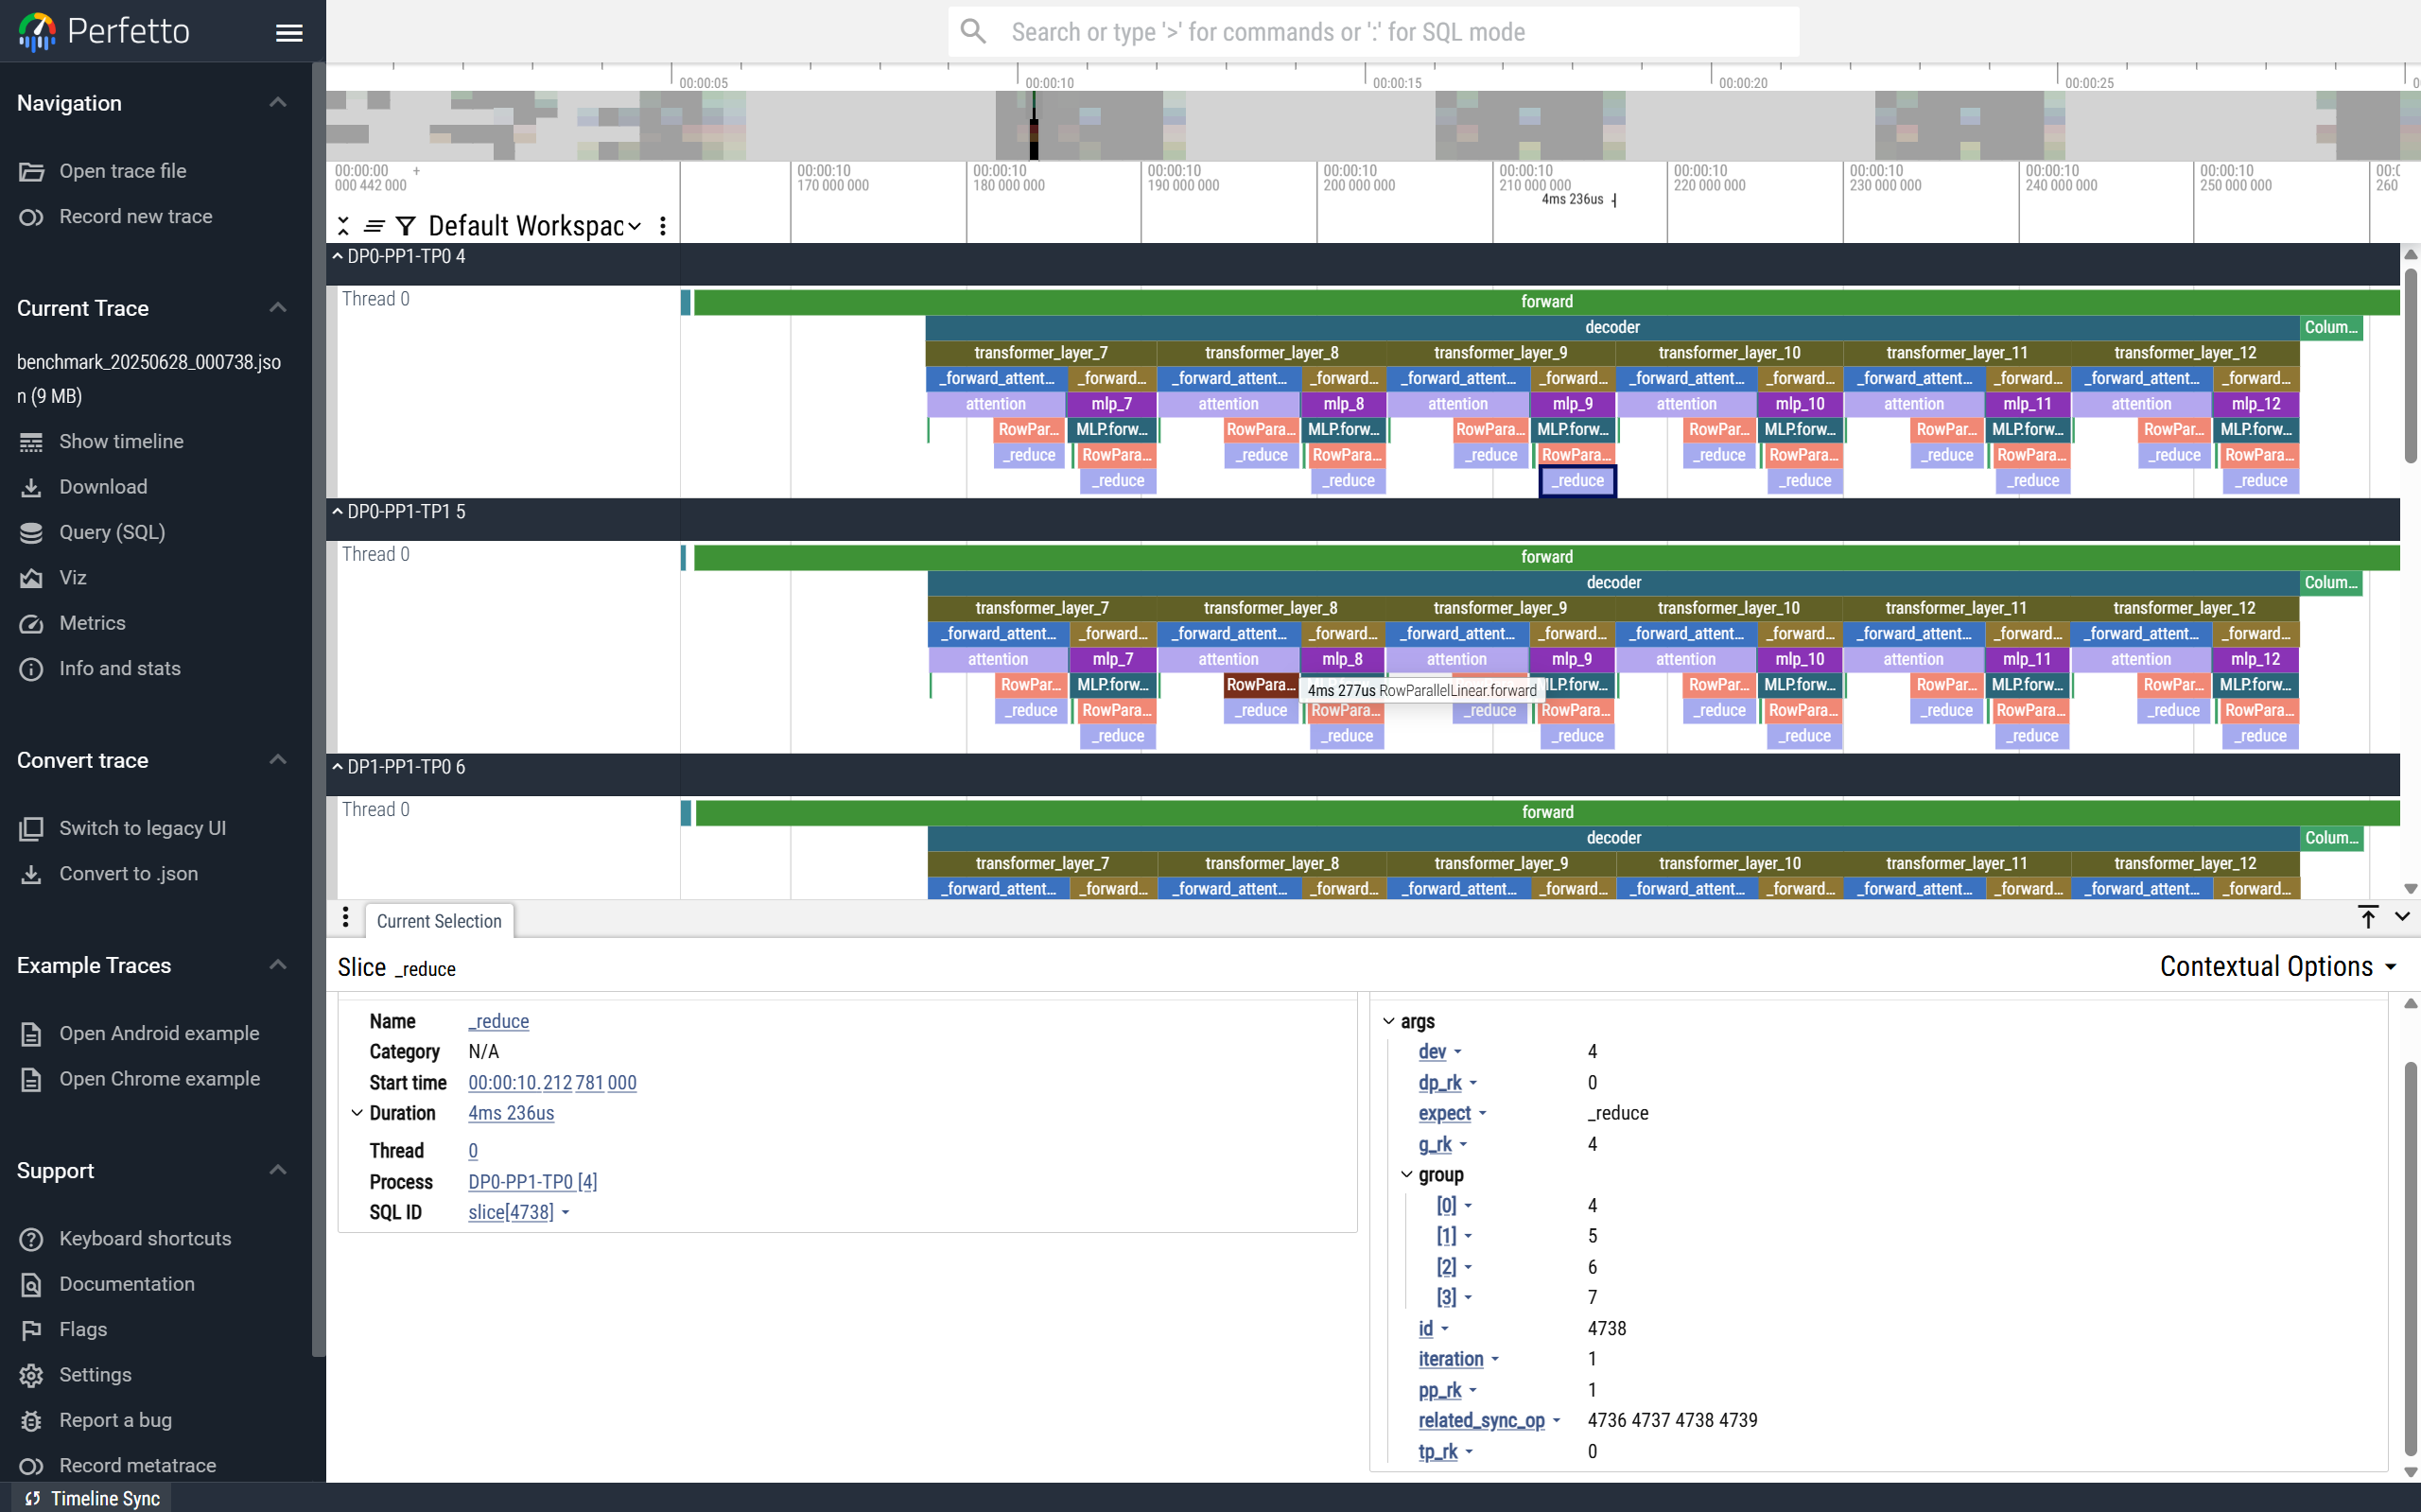 Perfetto
Search or type '>' for commands or ':' for SQL mode
Navigation
Open trace file
Record new trace
Current Trace
benchmark_20250628_000738.jso
n (9 MB)
Show timeline
Download
Query (SQL)
Viz
Metrics
Info and stats
Convert trace
Switch to legacy UI
Convert to .json
Example Traces
Open Android example
Open Chrome example
Support
Keyboard shortcuts
Documentation
Flags
Settings
Report a bug
Record metatrace
Timeline Sync
00:00:05 00:00:10 00:00:15 00:00:20 00:00:25 0
00:00:00 + 00:00:10 00:00:10 00:00:10 00:00:10 00:00:10 00:00:10 00:00:10 00:00:10 00:00:10
000 442 000 170 000 000 180 000 000 190 000 000 200 000 000 210 000 000 220 000 000 230 000 000 240 000 000 250 000 000 260
4ms 236us
Default Workspac
DP0-PP1-TP0 4
Thread 0 forward
decoder Colum...
transformer_layer_7 transformer_layer_8 transformer_layer_9 transformer_layer_10 transformer_layer_11 transformer_layer_12
_forward_attent... _forward... _forward_attent... _forward... _forward_attent... _forward... _forward_attent... _forward... _forward_attent... _forward... _forward_attent... _forward...
attention mlp_7 attention mlp_8 attention mlp_9 attention mlp_10 attention mlp_11 attention mlp_12
RowPar... MLP.forw... RowPara... MLP.forw... RowPara... MLP.forw... RowPar... MLP.forw... RowPar... MLP.forw... RowPar... MLP.forw...
_reduce RowPara... _reduce RowPara... _reduce RowPara... _reduce RowPara... _reduce RowPara... _reduce RowPara...
_reduce _reduce _reduce _reduce _reduce _reduce
DP0-PP1-TP1 5
Thread 0 forward
decoder Colum...
transformer_layer_7 transformer_layer_8 transformer_layer_9 transformer_layer_10 transformer_layer_11 transformer_layer_12
_forward_attent... _forward... _forward_attent... _forward... _forward_attent... _forward... _forward_attent... _forward... _forward_attent... _forward... _forward_attent... _forward...
attention mlp_7 attention mlp_8 attention mlp_9 attention mlp_10 attention mlp_11 attention mlp_12
RowPar... MLP.forw... RowPara... 4ms 277us RowParallelLinear.forward MLP.forw... RowPar... MLP.forw... RowPar... MLP.forw... RowPar... MLP.forw...
_reduce RowPara... _reduce RowPara... _reduce RowPara... _reduce RowPara... _reduce RowPara... _reduce RowPara...
_reduce _reduce _reduce _reduce _reduce _reduce
DP1-PP1-TP0 6
Thread 0 forward
decoder Colum...
transformer_layer_7 transformer_layer_8 transformer_layer_9 transformer_layer_10 transformer_layer_11 transformer_layer_12
_forward_attent... _forward... _forward_attent... _forward... _forward_attent... _forward... _forward_attent... _forward... _forward_attent... _forward... _forward_attent... _forward...
Current Selection
Slice _reduce
Contextual Options
Name _reduce
Category N/A
Start time 00:00:10.212 781 000
Duration 4ms 236us
Thread 0
Process DP0-PP1-TP0 [4]
SQL ID slice[4738]
args
dev 4
dp_rk 0
expect _reduce
g_rk 4
group
[0] 4
[1] 5
[2] 6
[3] 7
id 4738
iteration 1
pp_rk 1
related_sync_op 4736 4737 4738 4739
tp_rk 0